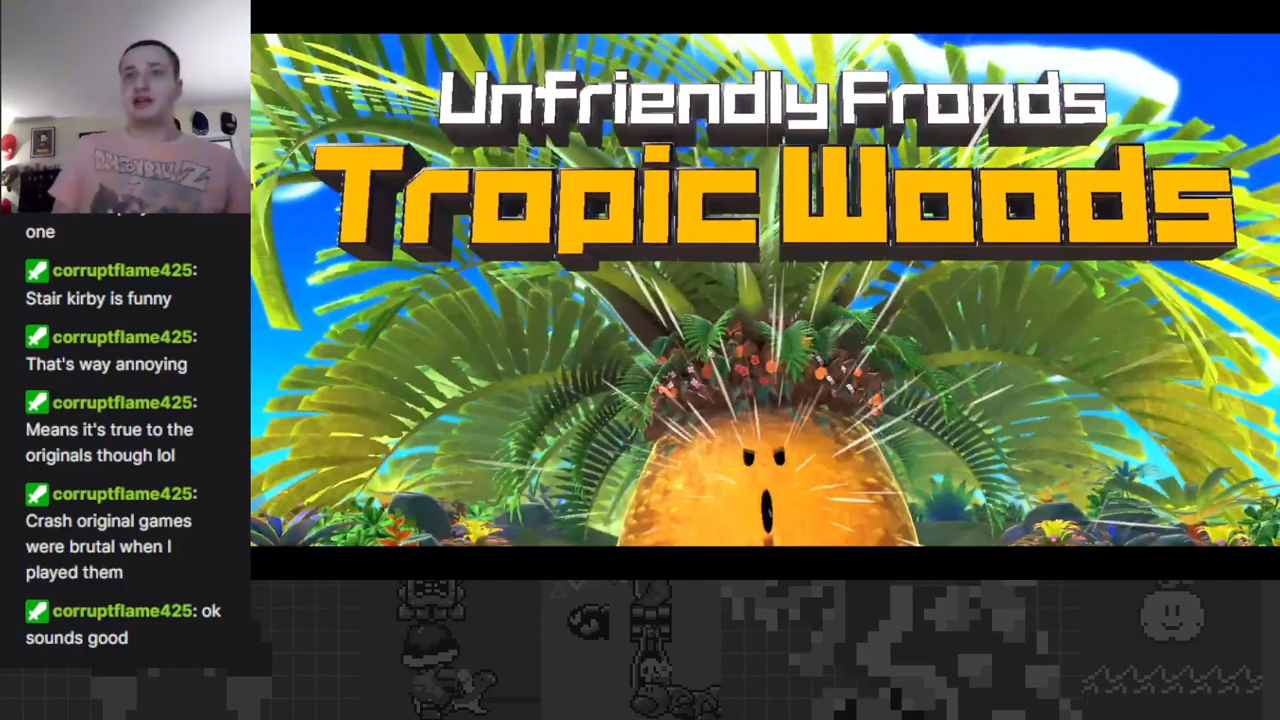 DRAGONBALL Z
one
corruptflame425:
Stair kirby is funny
corruptflame425:
That's way annoying
corruptflame425:
Means it's true to the
originals though lol
corruptflame425:
Crash original games
were brutal when I
played them
corruptflame425: ok
sounds good
Unfriendly Fronds
Tropic Woods